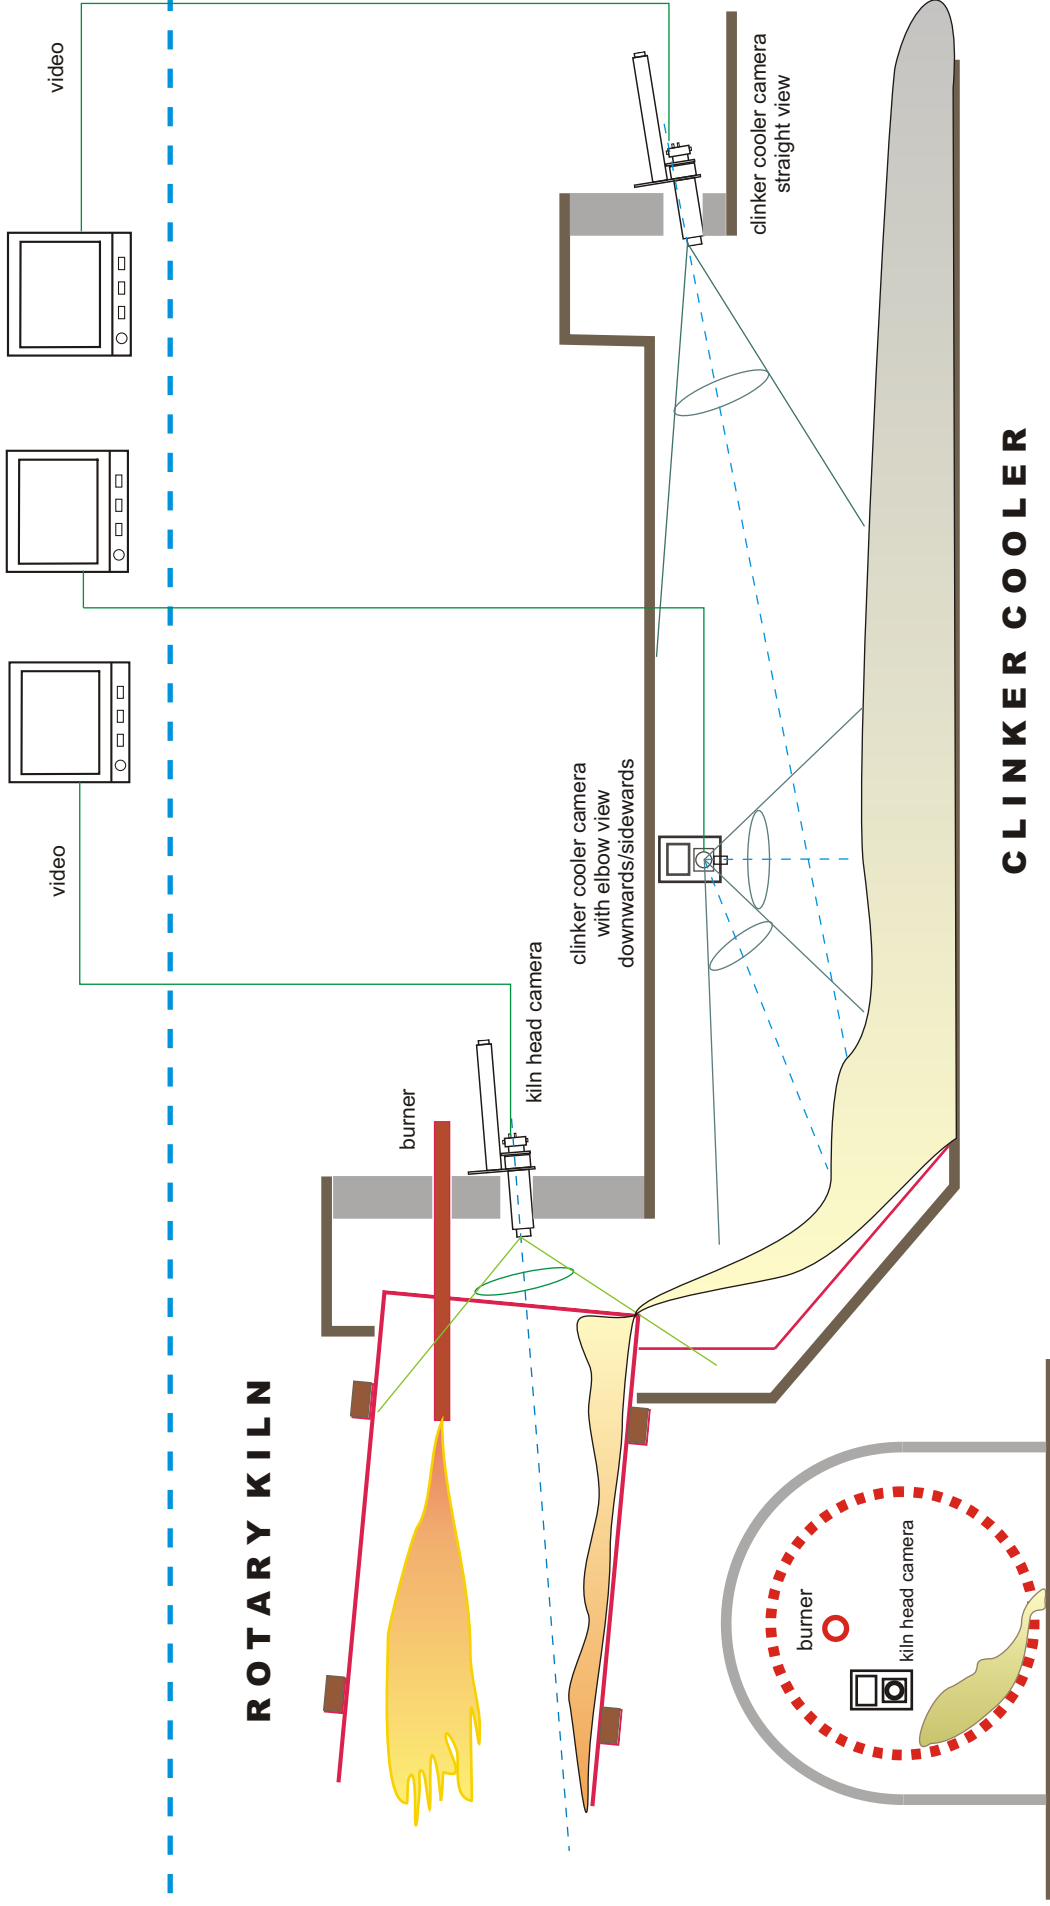 video
video
ROTARY KILN
burner
kiln head camera
clinker cooler camera
with elbow view
downwards/sidewards
clinker cooler camera
straight view
burner
kiln head camera
CLINKER COOLER